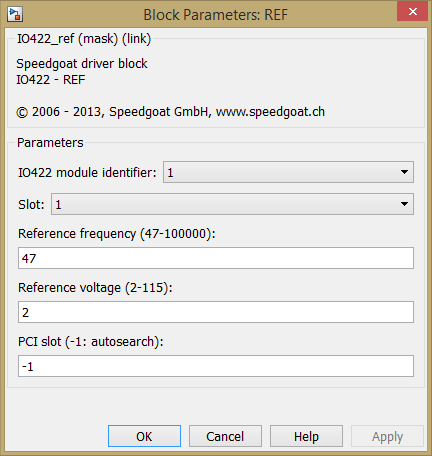 Block Parameters: REF
IO422_ref (mask) (link)
Speedgoat driver block
IO422 - REF
© 2006 - 2013, Speedgoat GmbH, www.speedgoat.ch
Parameters
IO422 module identifier: 1
Slot: 1
Reference frequency (47-100000):
47
Reference voltage (2-115):
2
PCI slot (-1: autosearch):
-1
OK Cancel Help Apply